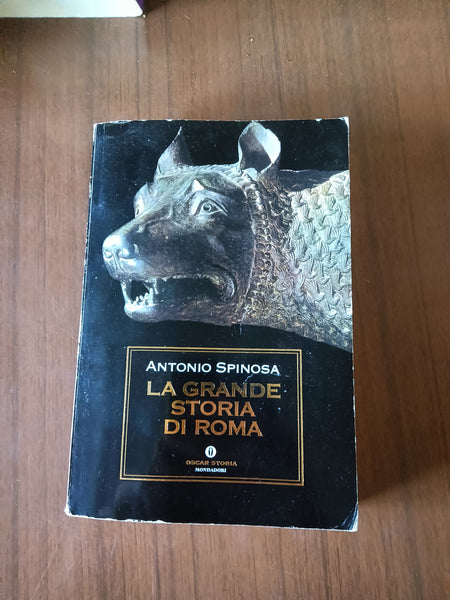 ANTONIO SPINOSA
LA GRANDE
STORIA
DI ROMA
OSCAR STORIA
MONDADORI